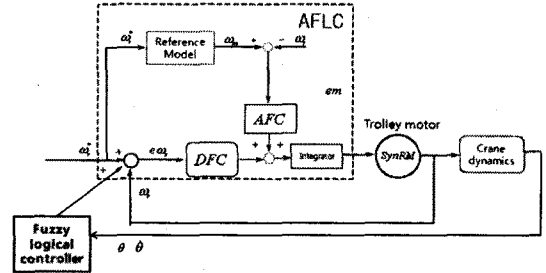 AFLC
Reference
Model
em
AFC
Trolley motor
DFC
Integrator
SynRM
Crane
dynamics
Fuzzy
logical
controller
θ θ̇